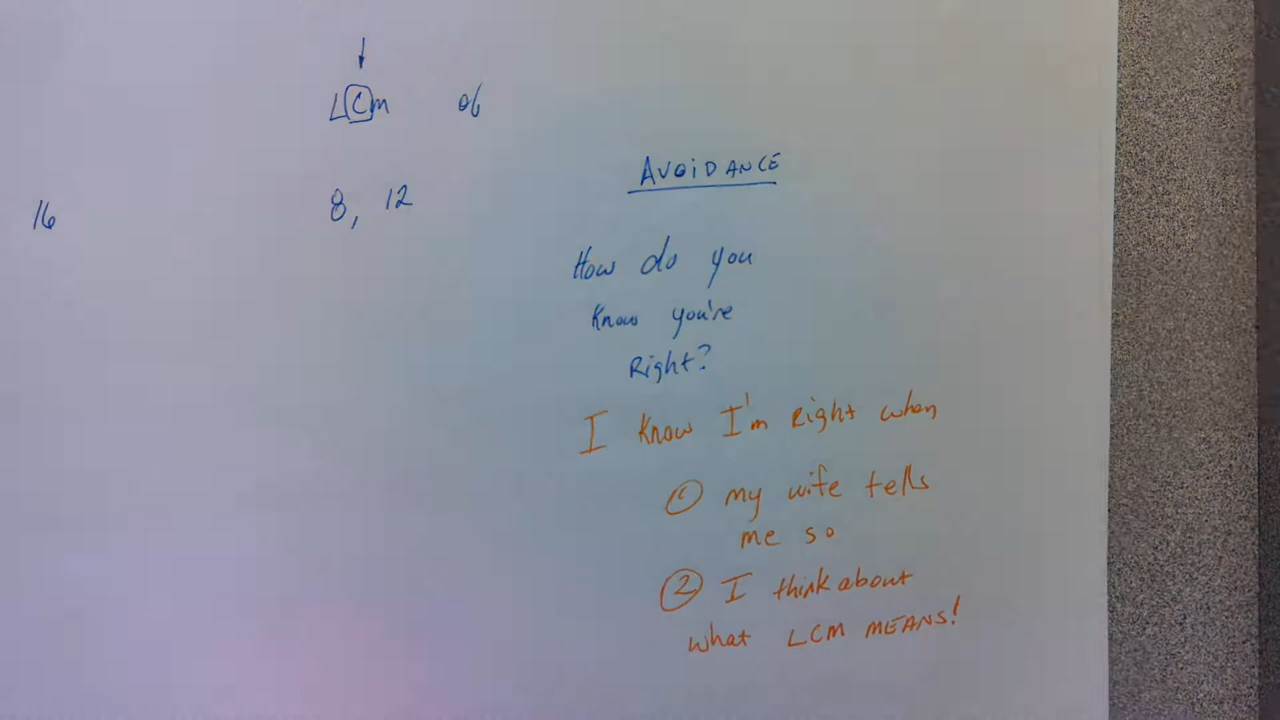 LCm of
8, 12
16
AVOIDANCE
How do you
know you're
Right?
I know I'm Right when
① my wife tells
me so
② I think about
what LCM MEANS!